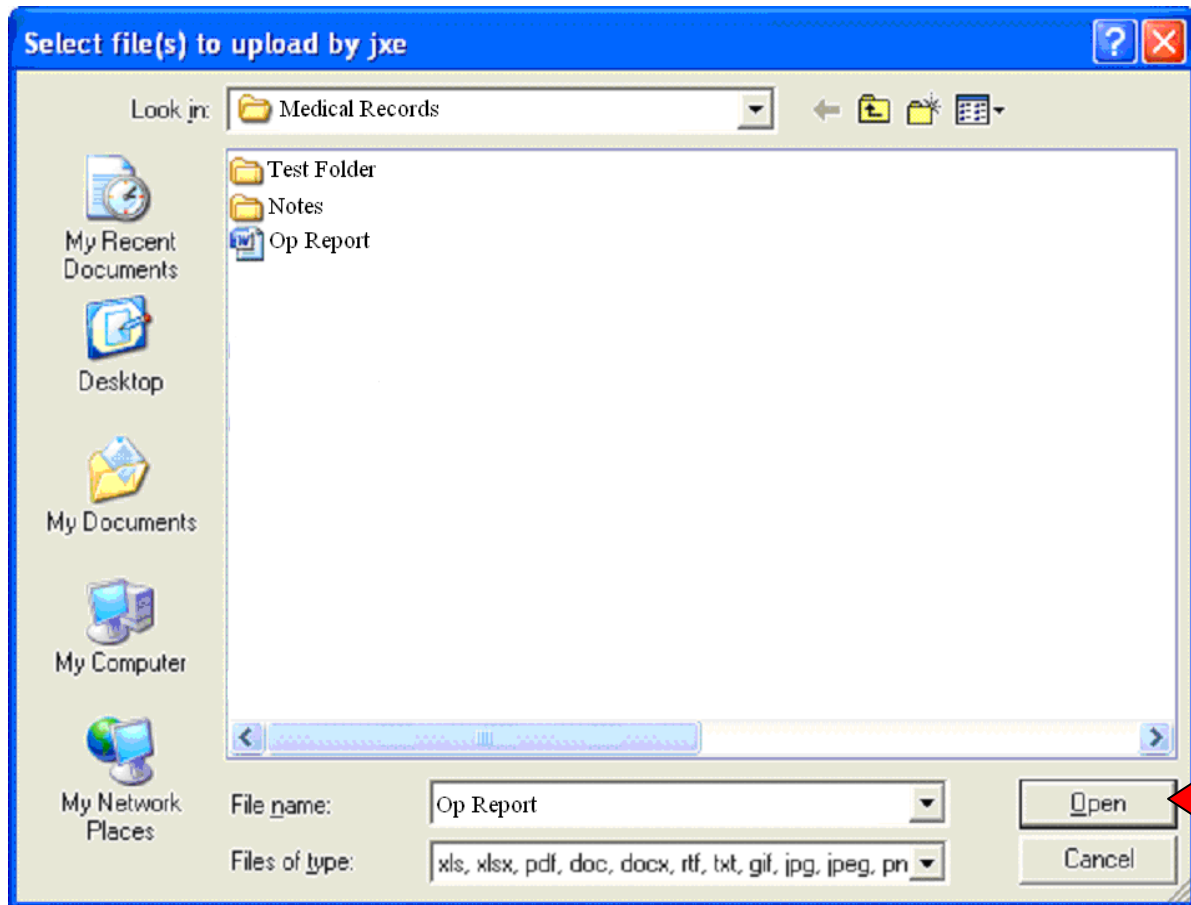 Select file(s) to upload by jxe
Look in: Medical Records
Test Folder
Notes
Op Report
My Recent
Documents
Desktop
My Documents
My Computer
My Network
Places
File name: Op Report
Open
Files of type: xls, xlsx, pdf, doc, docx, rtf, txt, gif, jpg, jpeg, pn
Cancel